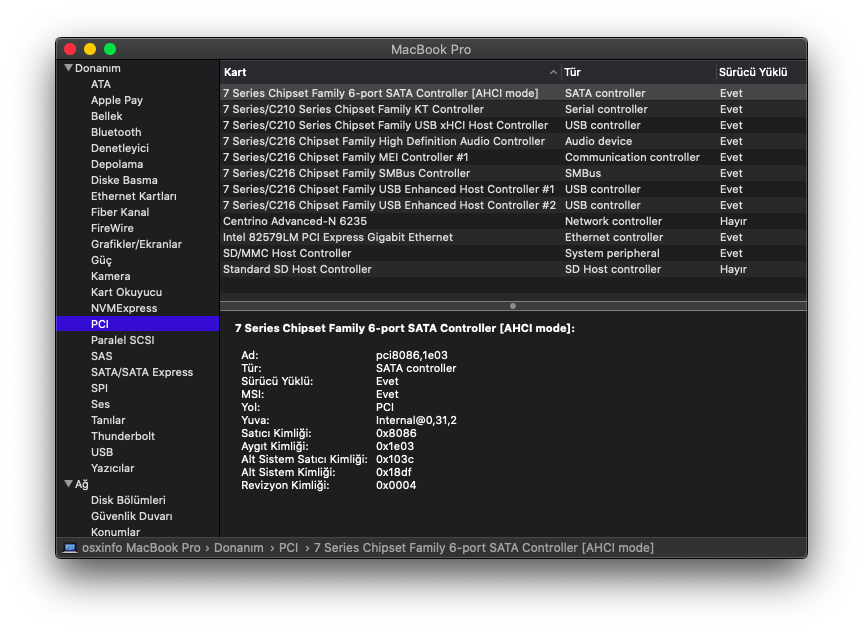 MacBook Pro
Donanım
ATA
Apple Pay
Bellek
Bluetooth
Denetleyici
Depolama
Diske Basma
Ethernet Kartları
Fiber Kanal
FireWire
Grafikler/Ekranlar
Güç
Kamera
Kart Okuyucu
NVMExpress
PCI
Paralel SCSI
SAS
SATA/SATA Express
SPI
Ses
Tanılar
Thunderbolt
USB
Yazıcılar
Ağ
Disk Bölümleri
Güvenlik Duvarı
Konumlar
Kart Tür Sürücü Yüklü
7 Series Chipset Family 6-port SATA Controller [AHCI mode] SATA controller Evet
7 Series/C210 Series Chipset Family KT Controller Serial controller Evet
7 Series/C210 Series Chipset Family USB xHCI Host Controller USB controller Evet
7 Series/C216 Chipset Family High Definition Audio Controller Audio device Evet
7 Series/C216 Chipset Family MEI Controller #1 Communication controller Evet
7 Series/C216 Chipset Family SMBus Controller SMBus Evet
7 Series/C216 Chipset Family USB Enhanced Host Controller #1 USB controller Evet
7 Series/C216 Chipset Family USB Enhanced Host Controller #2 USB controller Evet
Centrino Advanced-N 6235 Network controller Hayır
Intel 82579LM PCI Express Gigabit Ethernet Ethernet controller Evet
SD/MMC Host Controller System peripheral Evet
Standard SD Host Controller SD Host controller Hayır
7 Series Chipset Family 6-port SATA Controller [AHCI mode]:
Ad: pci8086,1e03
Tür: SATA controller
Sürücü Yüklü: Evet
MSI: Evet
Yol: PCI
Yuva: Internal@0,31,2
Satıcı Kimliği: 0x8086
Aygıt Kimliği: 0x1e03
Alt Sistem Satıcı Kimliği: 0x103c
Alt Sistem Kimliği: 0x18df
Revizyon Kimliği: 0x0004
osxinfo MacBook Pro › Donanım › PCI › 7 Series Chipset Family 6-port SATA Controller [AHCI mode]